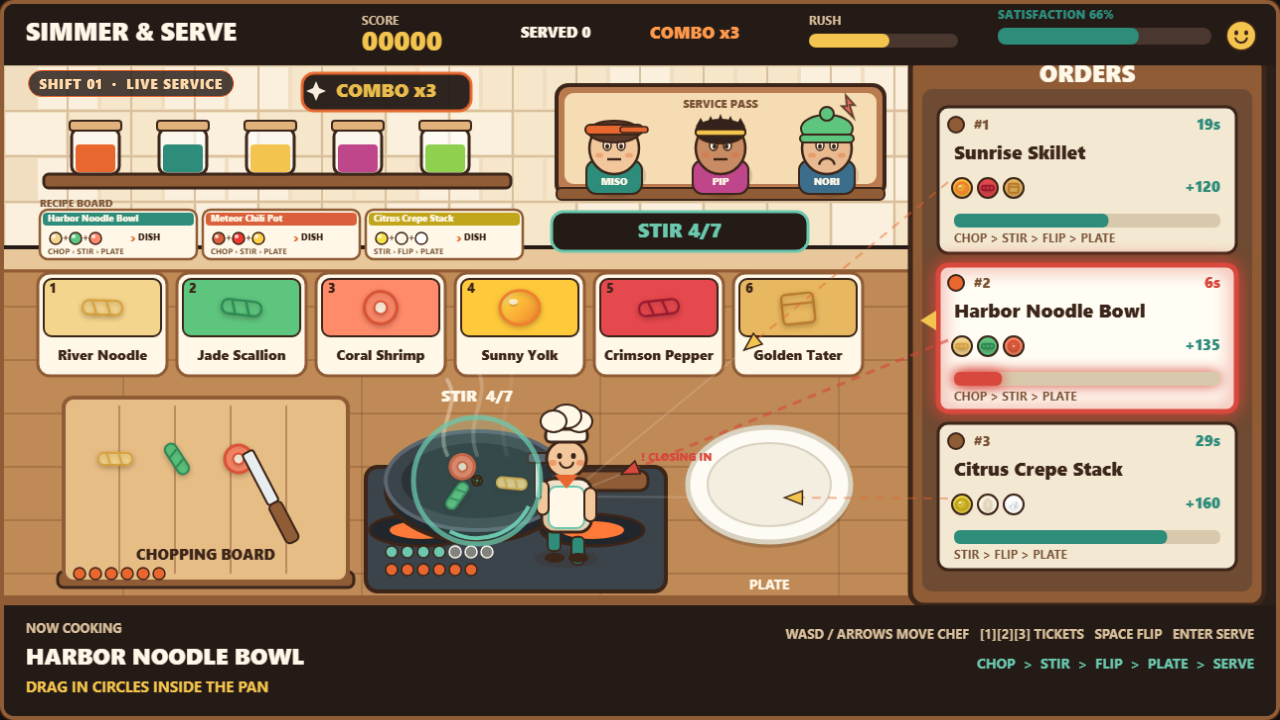 SIMMER & SERVE
SCORE
00000
SERVED 0
COMBO x3
RUSH
SATISFACTION 66%
SHIFT 01 · LIVE SERVICE
COMBO x3
SERVICE PASS
MISO
PIP
NORI
RECIPE BOARD
Harbor Noodle Bowl
+ + › DISH
CHOP › STIR › PLATE
Meteor Chili Pot
+ + › DISH
CHOP › STIR › PLATE
Citrus Crepe Stack
+ + › DISH
STIR › FLIP › PLATE
STIR 4/7
1
River Noodle
2
Jade Scallion
3
Coral Shrimp
4
Sunny Yolk
5
Crimson Pepper
6
Golden Tater
STIR 4/7
! CLOSING IN
CHOPPING BOARD
PLATE
ORDERS
#1
19s
Sunrise Skillet
+120
CHOP > STIR > FLIP > PLATE
#2
6s
Harbor Noodle Bowl
+135
CHOP > STIR > PLATE
#3
29s
Citrus Crepe Stack
+160
STIR > FLIP > PLATE
NOW COOKING
HARBOR NOODLE BOWL
DRAG IN CIRCLES INSIDE THE PAN
WASD / ARROWS MOVE CHEF [1][2][3] TICKETS SPACE FLIP ENTER SERVE
CHOP > STIR > FLIP > PLATE > SERVE